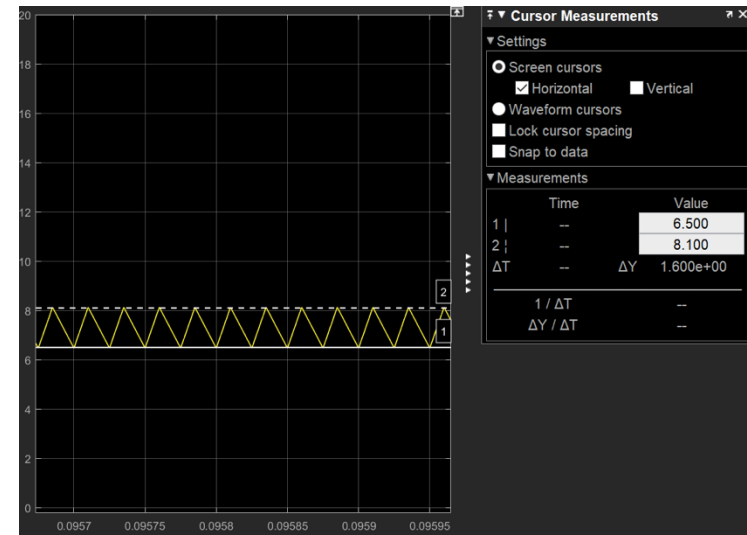 20
18
16
14
12
10
8
6
4
2
0
0.0957 0.09575 0.0958 0.09585 0.0959 0.09595
2
1
Cursor Measurements
Settings
Screen cursors
Horizontal Vertical
Waveform cursors
Lock cursor spacing
Snap to data
Measurements
Time Value
1 | -- 6.500
2 ¦ -- 8.100
ΔT -- ΔY 1.600e+00
1 / ΔT --
ΔY / ΔT --